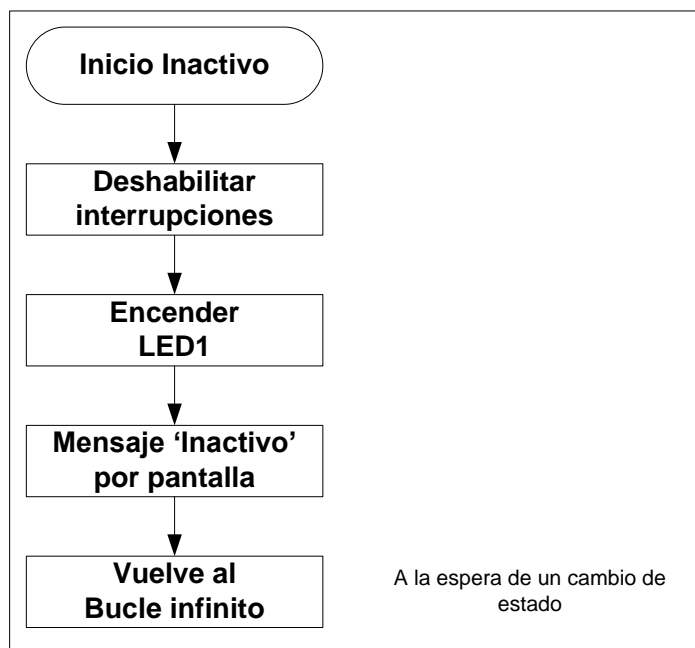 Inicio Inactivo
Deshabilitar
interrupciones
Encender
LED1
Mensaje ‘Inactivo’
por pantalla
Vuelve al
Bucle infinito
A la espera de un cambio de
estado